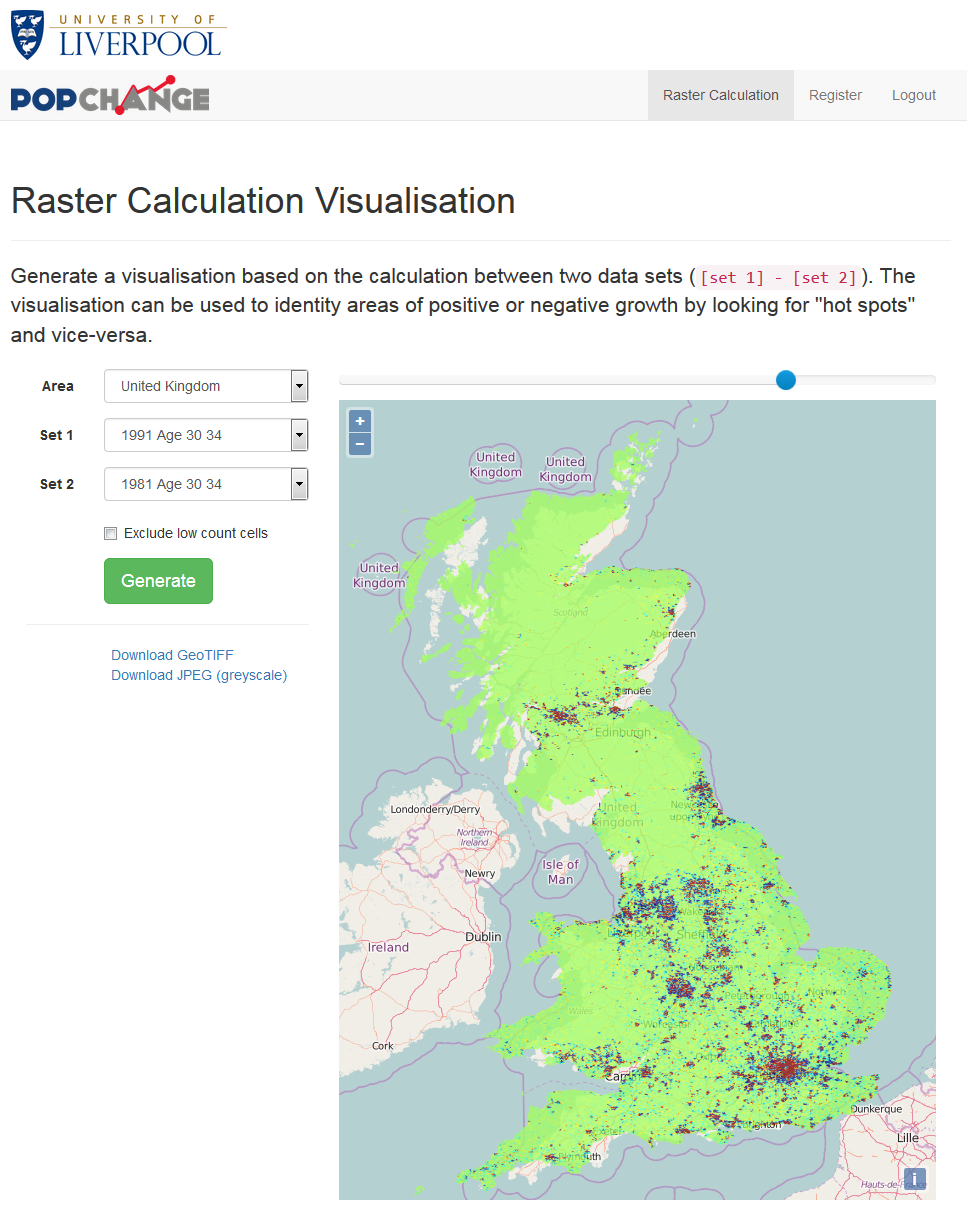 UNIVERSITY OF
LIVERPOOL
POPCHANGE
Raster Calculation
Register
Logout
Raster Calculation Visualisation
Generate a visualisation based on the calculation between two data sets ( [set 1] - [set 2] ). The
visualisation can be used to identity areas of positive or negative growth by looking for "hot spots"
and vice-versa.
Area
United Kingdom
Set 1
1991 Age 30 34
Set 2
1981 Age 30 34
Exclude low count cells
Generate
Download GeoTIFF
Download JPEG (greyscale)
+
−
United
Kingdom
United
Kingdom
United
Kingdom
Scotland
Aberdeen
Edinburgh
Londonderry/Derry
Northern
Ireland
United
Kingdom
Newry
Isle of
Man
Dublin
Ireland
Norwich
Wales
Worcester
Cork
Dunkerque
Brighton
Lille
Exeter
Plymouth
i